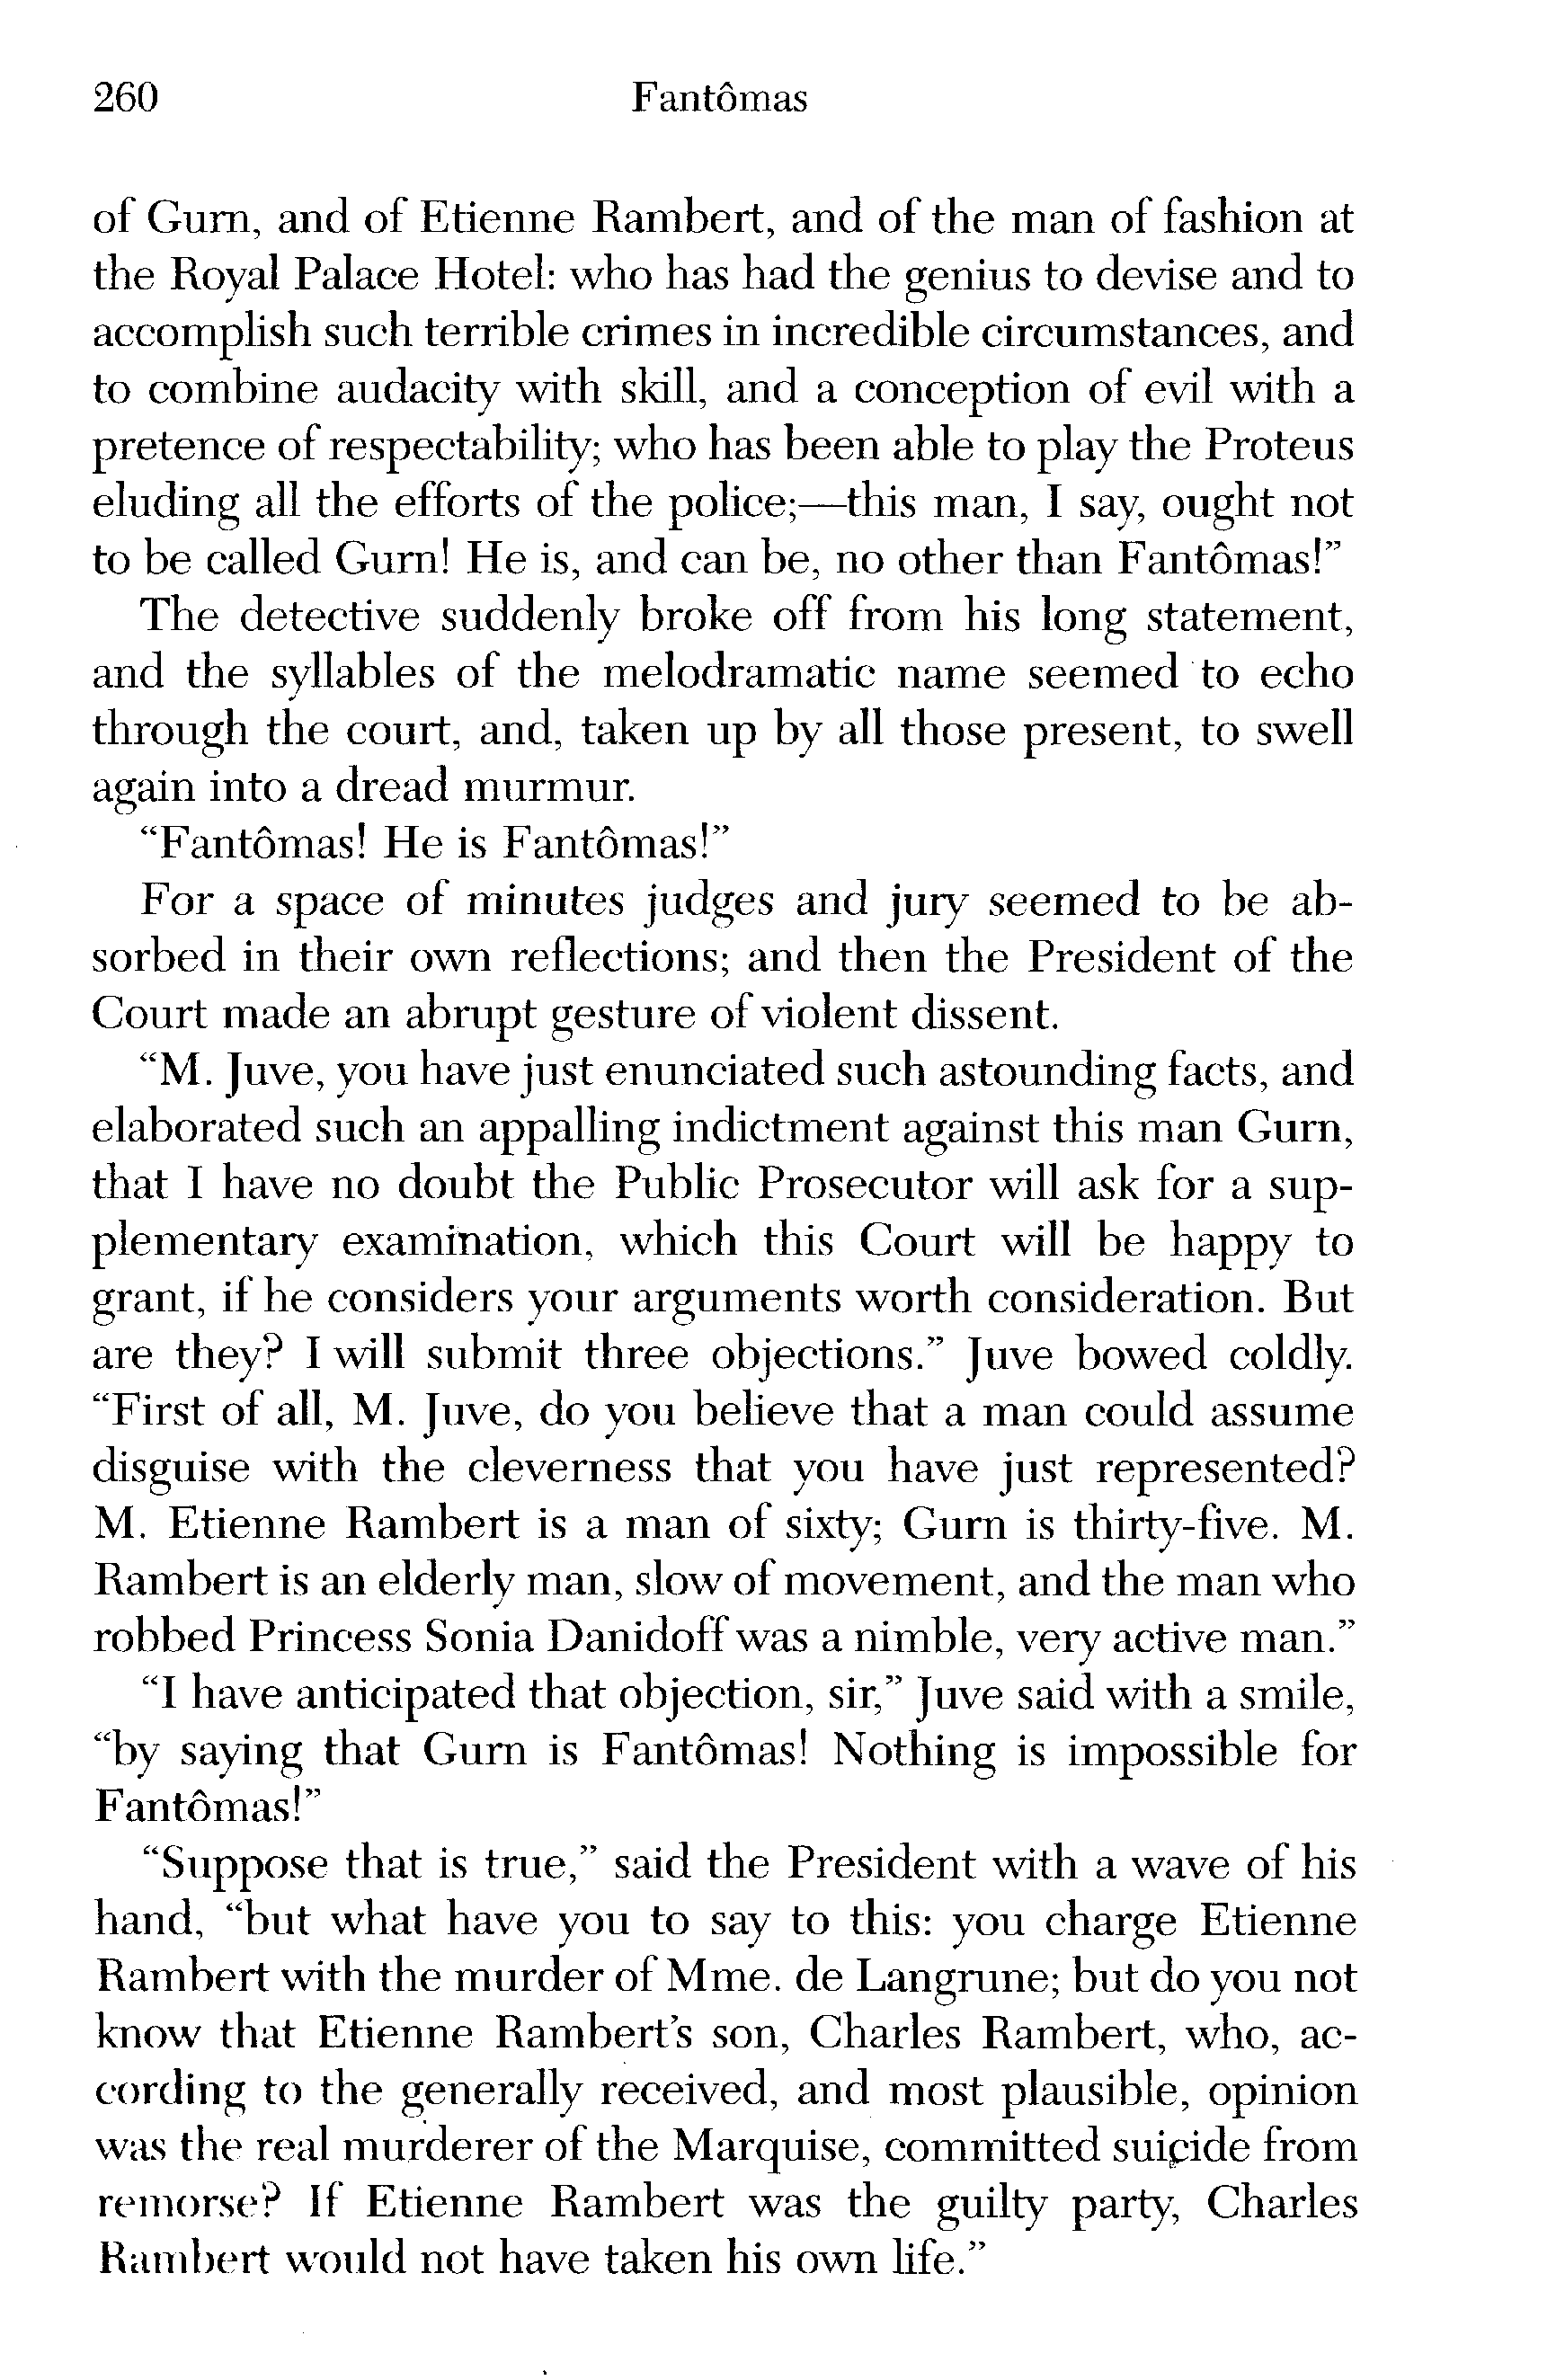 260 Fantômas
of Gurn, and of Etienne Rambert, and of the man of fashion at
the Royal Palace Hotel: who has had the genius to devise and to
accomplish such terrible crimes in incredible circumstances, and
to combine audacity with skill, and a conception of evil with a
pretence of respectability; who has been able to play the Proteus
eluding all the efforts of the police;—this man, I say, ought not
to be called Gurn! He is, and can be, no other than Fantômas!”
The detective suddenly broke off from his long statement,
and the syllables of the melodramatic name seemed to echo
through the court, and, taken up by all those present, to swell
again into a dread murmur.
“Fantômas! He is Fantômas!”
For a space of minutes judges and jury seemed to be ab-
sorbed in their own reflections; and then the President of the
Court made an abrupt gesture of violent dissent.
“M. Juve, you have just enunciated such astounding facts, and
elaborated such an appalling indictment against this man Gurn,
that I have no doubt the Public Prosecutor will ask for a sup-
plementary examination, which this Court will be happy to
grant, if he considers your arguments worth consideration. But
are they? I will submit three objections.” Juve bowed coldly.
“First of all, M. Juve, do you believe that a man could assume
disguise with the cleverness that you have just represented?
M. Etienne Rambert is a man of sixty; Gurn is thirty-five. M.
Rambert is an elderly man, slow of movement, and the man who
robbed Princess Sonia Danidoff was a nimble, very active man.”
“I have anticipated that objection, sir,” Juve said with a smile,
“by saying that Gurn is Fantômas! Nothing is impossible for
Fantômas!”
“Suppose that is true,” said the President with a wave of his
hand, “but what have you to say to this: you charge Etienne
Rambert with the murder of Mme. de Langrune; but do you not
know that Etienne Rambert’s son, Charles Rambert, who, ac-
cording to the generally received, and most plausible, opinion
was the real murderer of the Marquise, committed suicide from
remorse? If Etienne Rambert was the guilty party, Charles
Rambert would not have taken his own life.”